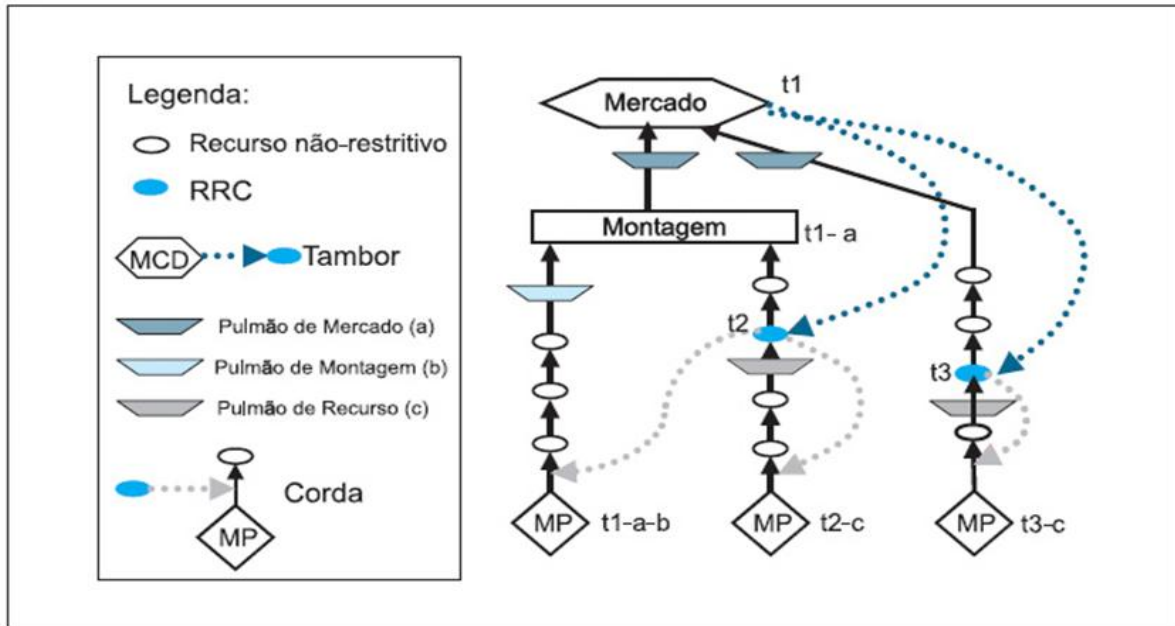 Legenda:
Recurso não-restritivo
RRC
MCD
Tambor
Pulmão de Mercado (a)
Pulmão de Montagem (b)
Pulmão de Recurso (c)
Corda
MP
Mercado
t1
Montagem
t1- a
t2
t3
MP
t1-a-b
MP
t2-c
MP
t3-c